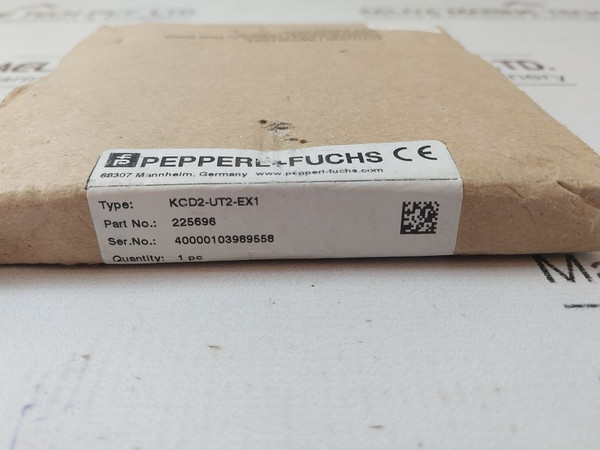 PEPPERL+FUCHS CE
68307 Mannheim, Germany www.pepperl-fuchs.com
Type: KCD2-UT2-EX1
Part No.: 225696
Ser.No.: 40000103989558
Quantity: 1 pc